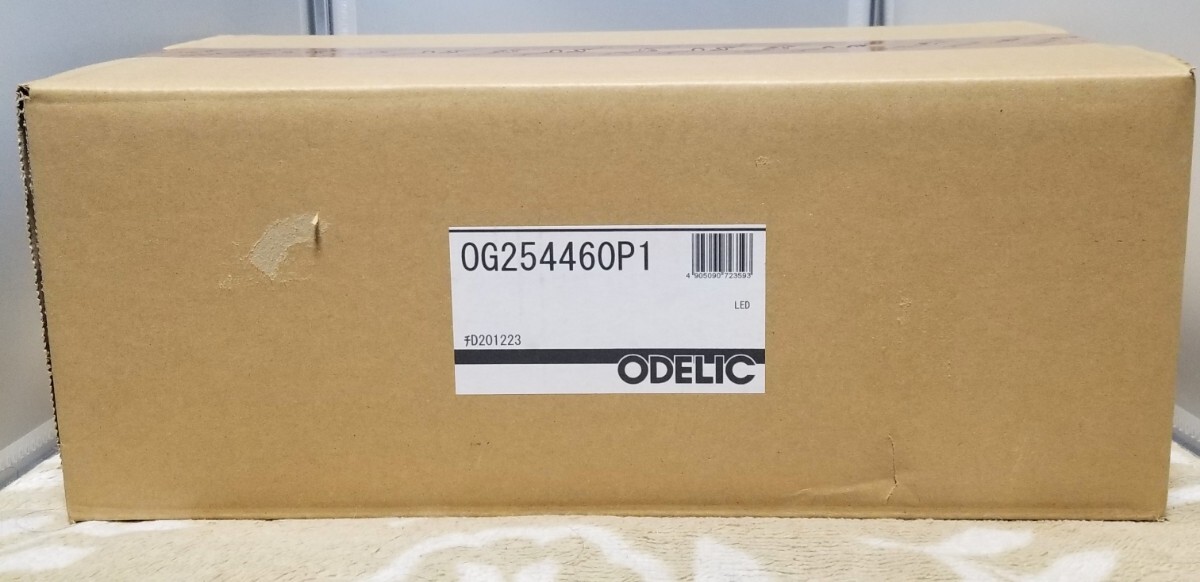 OG254460P1
4 905090 723593
LED
ﾁD201223
ODELIC